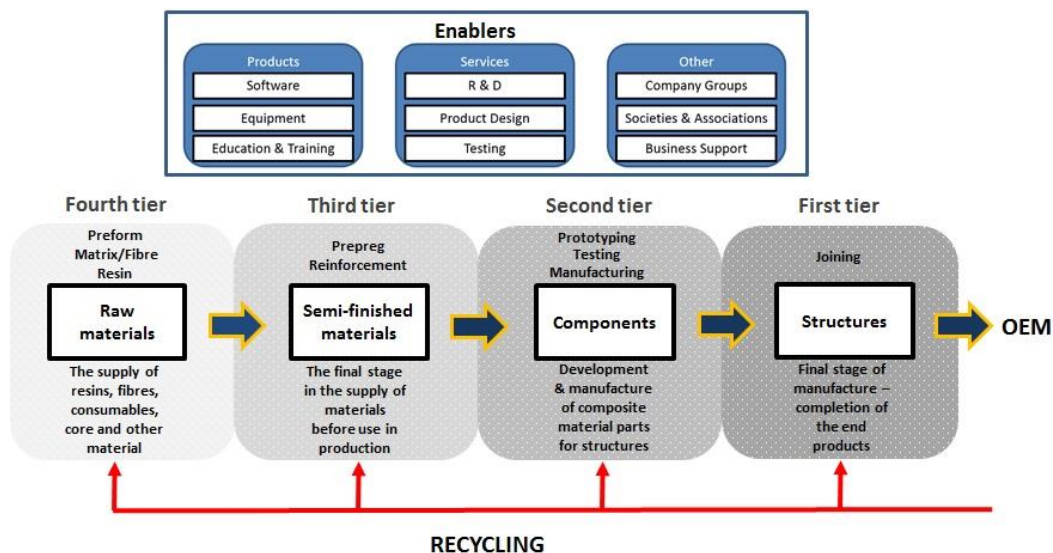 Enablers
Products
Software
Equipment
Education & Training
Services
R & D
Product Design
Testing
Other
Company Groups
Societies & Associations
Business Support
Fourth tier
Preform
Matrix/Fibre
Resin
Raw
materials
The supply of
resins, fibres,
consumables,
core and other
material
Third tier
Prepreg
Reinforcement
Semi-finished
materials
The final stage
in the supply of
materials
before use in
production
Second tier
Prototyping
Testing
Manufacturing
Components
Development
& manufacture
of composite
material parts
for structures
First tier
Joining
Structures
Final stage of
manufacture –
completion of
the end
products
OEM
RECYCLING